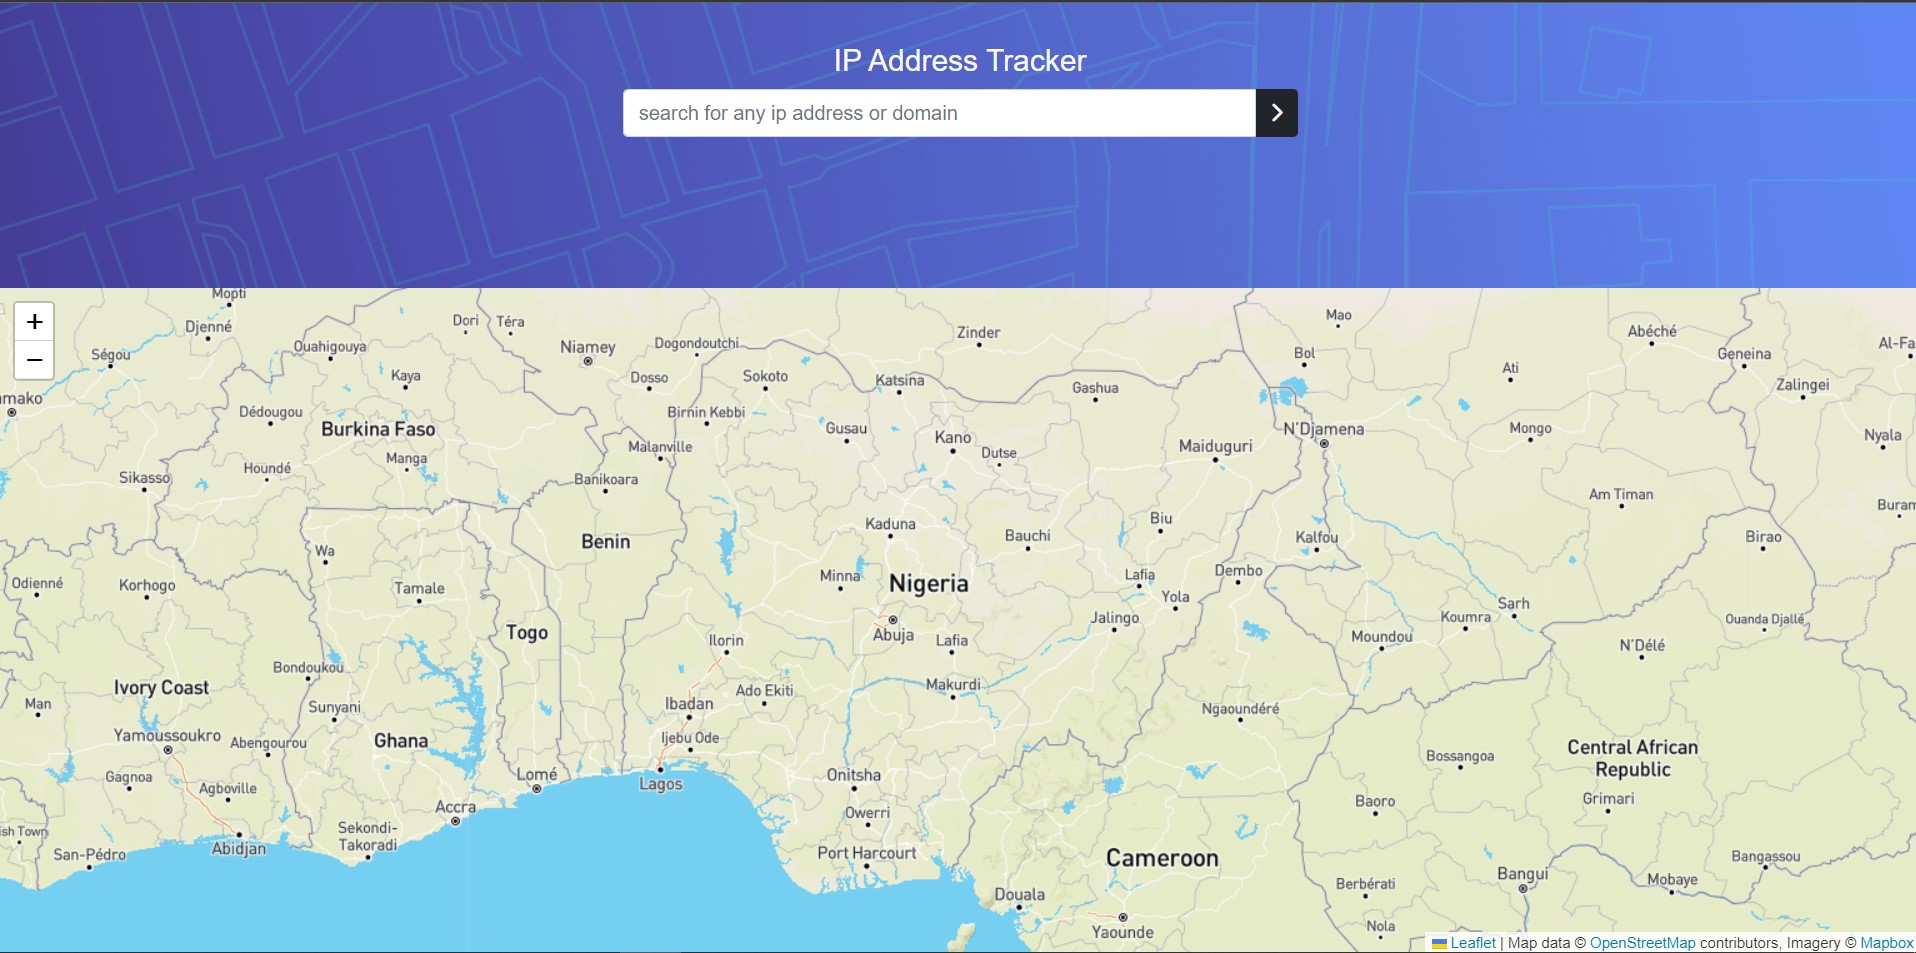 IP Address Tracker
search for any ip address or domain
+
−
Mopti
Djenné
Ségou
Ouahigouya
Dori
Téra
Niamey
Dogondoutchi
Zinder
Mao
Abéché
Geneina
Al-Fa
Bol
Ati
Zalingei
Kaya
Dosso
Sokoto
Katsina
Gashua
Dédougou
Birnin Kebbi
Burkina Faso
Gusau
Kano
Dutse
Maiduguri
N'Djamena
Mongo
Nyala
Malanville
Manga
Houndé
Sikasso
Banikoara
Am Timan
Buram
Kaduna
Bauchi
Biu
Kalfou
Birao
Wa
Benin
Odienné
Korhogo
Tamale
Minna
Nigeria
Lafia
Dembo
Yola
Sarh
Jalingo
Koumra
Ouanda Djallé
Togo
Abuja
Ilorin
Lafia
Moundou
N'Délé
Bondoukou
Ivory Coast
Makurdi
Ado Ekiti
Man
Sunyani
Ibadan
Ngaoundéré
Yamoussoukro
Abengourou
Ghana
Ijebu Ode
Bossangoa
Central African
Republic
Gagnoa
Agboville
Lomé
Lagos
Onitsha
Accra
Owerri
Baoro
Grimari
ish Town
Sekondi-
Takoradi
San-Pédro
Abidjan
Port Harcourt
Cameroon
Bangassou
Bangui
Mobaye
Berbérati
Douala
Yaounde
Nola
Leaflet | Map data © OpenStreetMap contributors, Imagery © Mapbox